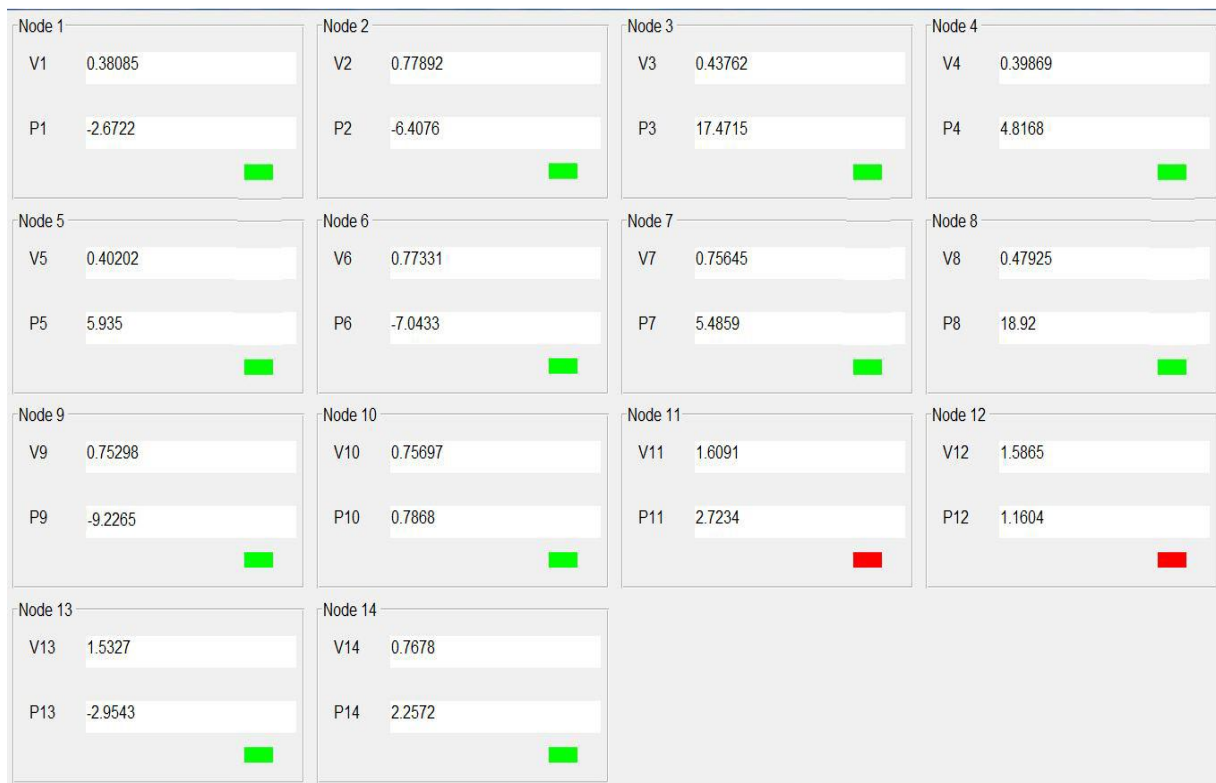 Node 1
V1 0.38085
P1 -2.6722
Node 2
V2 0.77892
P2 -6.4076
Node 3
V3 0.43762
P3 17.4715
Node 4
V4 0.39869
P4 4.8168
Node 5
V5 0.40202
P5 5.935
Node 6
V6 0.77331
P6 -7.0433
Node 7
V7 0.75645
P7 5.4859
Node 8
V8 0.47925
P8 18.92
Node 9
V9 0.75298
P9 -9.2265
Node 10
V10 0.75697
P10 0.7868
Node 11
V11 1.6091
P11 2.7234
Node 12
V12 1.5865
P12 1.1604
Node 13
V13 1.5327
P13 -2.9543
Node 14
V14 0.7678
P14 2.2572